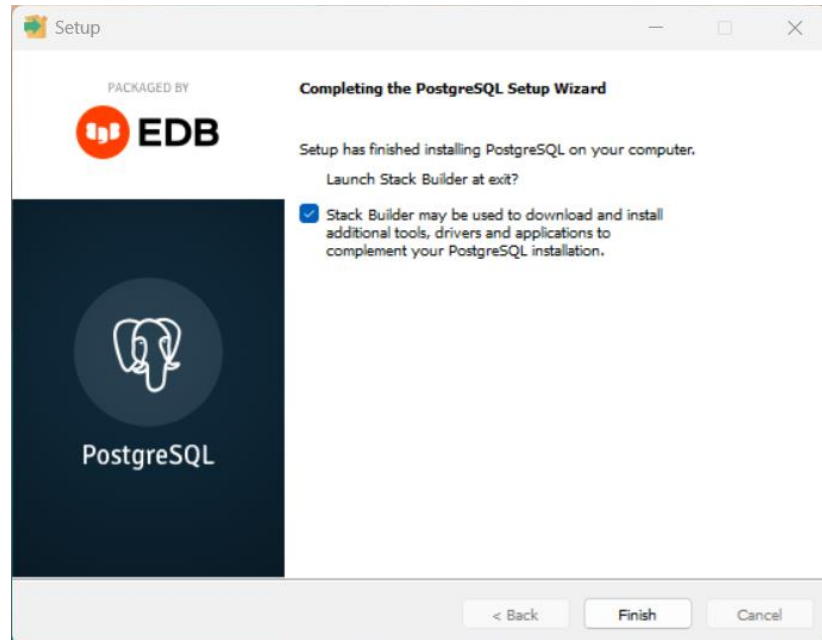 Setup
PACKAGED BY
EDB
PostgreSQL
Completing the PostgreSQL Setup Wizard
Setup has finished installing PostgreSQL on your computer.
Launch Stack Builder at exit?
Stack Builder may be used to download and install
additional tools, drivers and applications to
complement your PostgreSQL installation.
< Back
Finish
Cancel